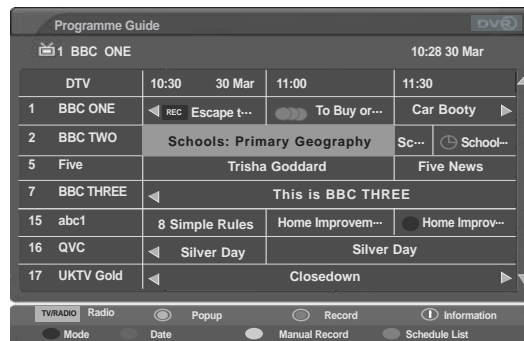 Programme Guide DVR
1 BBC ONE 10:28 30 Mar
DTV 10:30 30 Mar 11:00 11:30
1 BBC ONE REC Escape t··· To Buy or··· Car Booty
2 BBC TWO Schools: Primary Geography Sc··· School···
5 Five Trisha Goddard Five News
7 BBC THREE This is BBC THREE
15 abc1 8 Simple Rules Home Improvem··· Home Improv···
16 QVC Silver Day Silver Day
17 UKTV Gold Closedown
TV/RADIO Radio Popup Record Information
Mode Date Manual Record Schedule List